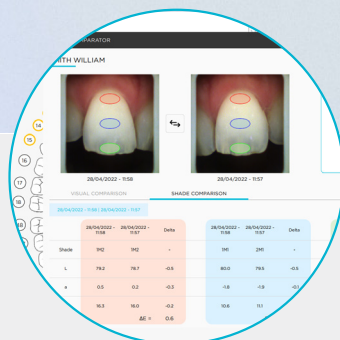 PARATOR
ITH WILLIAM
28/04/2022 - 11:58
28/04/2022 - 11:57
VISUAL COMPARISON
SHADE COMPARISON
28/04/2022 - 11:58 | 28/04/2022 - 11:57
28/04/2022 - 11:58
28/04/2022 - 11:57
Delta
28/04/2022 - 11:58
28/04/2022 - 11:57
Delta
Shade
1M2
1M2
-
1M1
2M1
-
L
79.2
78.7
-0.5
80.0
79.5
-0.5
a
0.5
0.2
-0.3
-1.8
-1.9
-0.1
16.3
16.0
-0.2
10.6
11.1
ΔE = 0.6
14
15
16
17
18